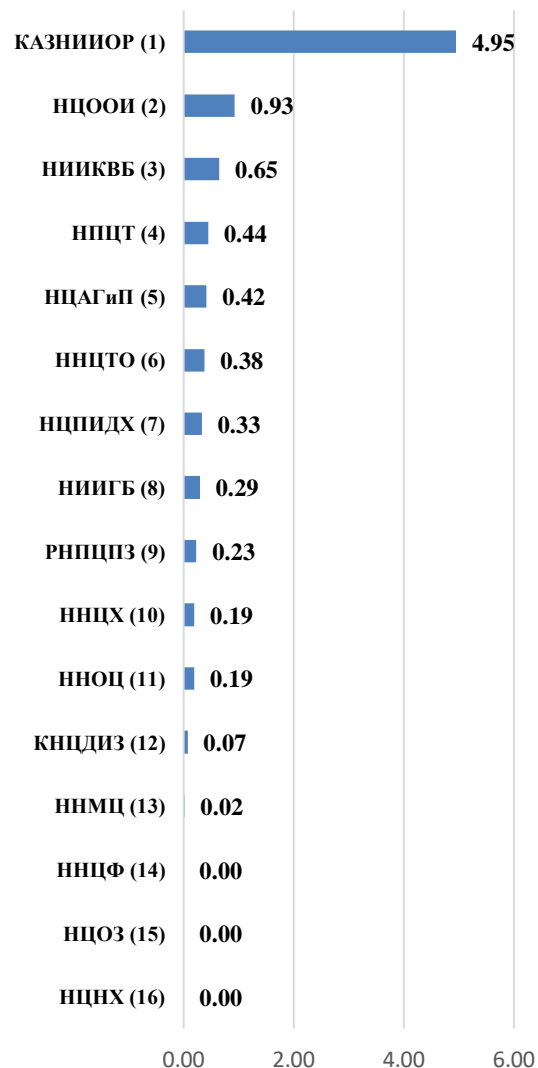 КАЗНИИОР (1) 4.95
НЦООИ (2) 0.93
НИИКВБ (3) 0.65
НПЦТ (4) 0.44
НЦАГиП (5) 0.42
ННЦТО (6) 0.38
НЦПИДХ (7) 0.33
НИИГБ (8) 0.29
РНПЦПЗ (9) 0.23
ННЦХ (10) 0.19
ННОЦ (11) 0.19
КНЦДИЗ (12) 0.07
ННМЦ (13) 0.02
ННЦФ (14) 0.00
НЦОЗ (15) 0.00
НЦНХ (16) 0.00
0.00 2.00 4.00 6.00